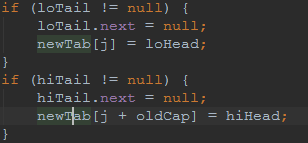 if (loTail != null) {
    loTail.next = null;
    newTab[j] = loHead;
}
if (hiTail != null) {
    hiTail.next = null;
    newTab[j + oldCap] = hiHead;
}